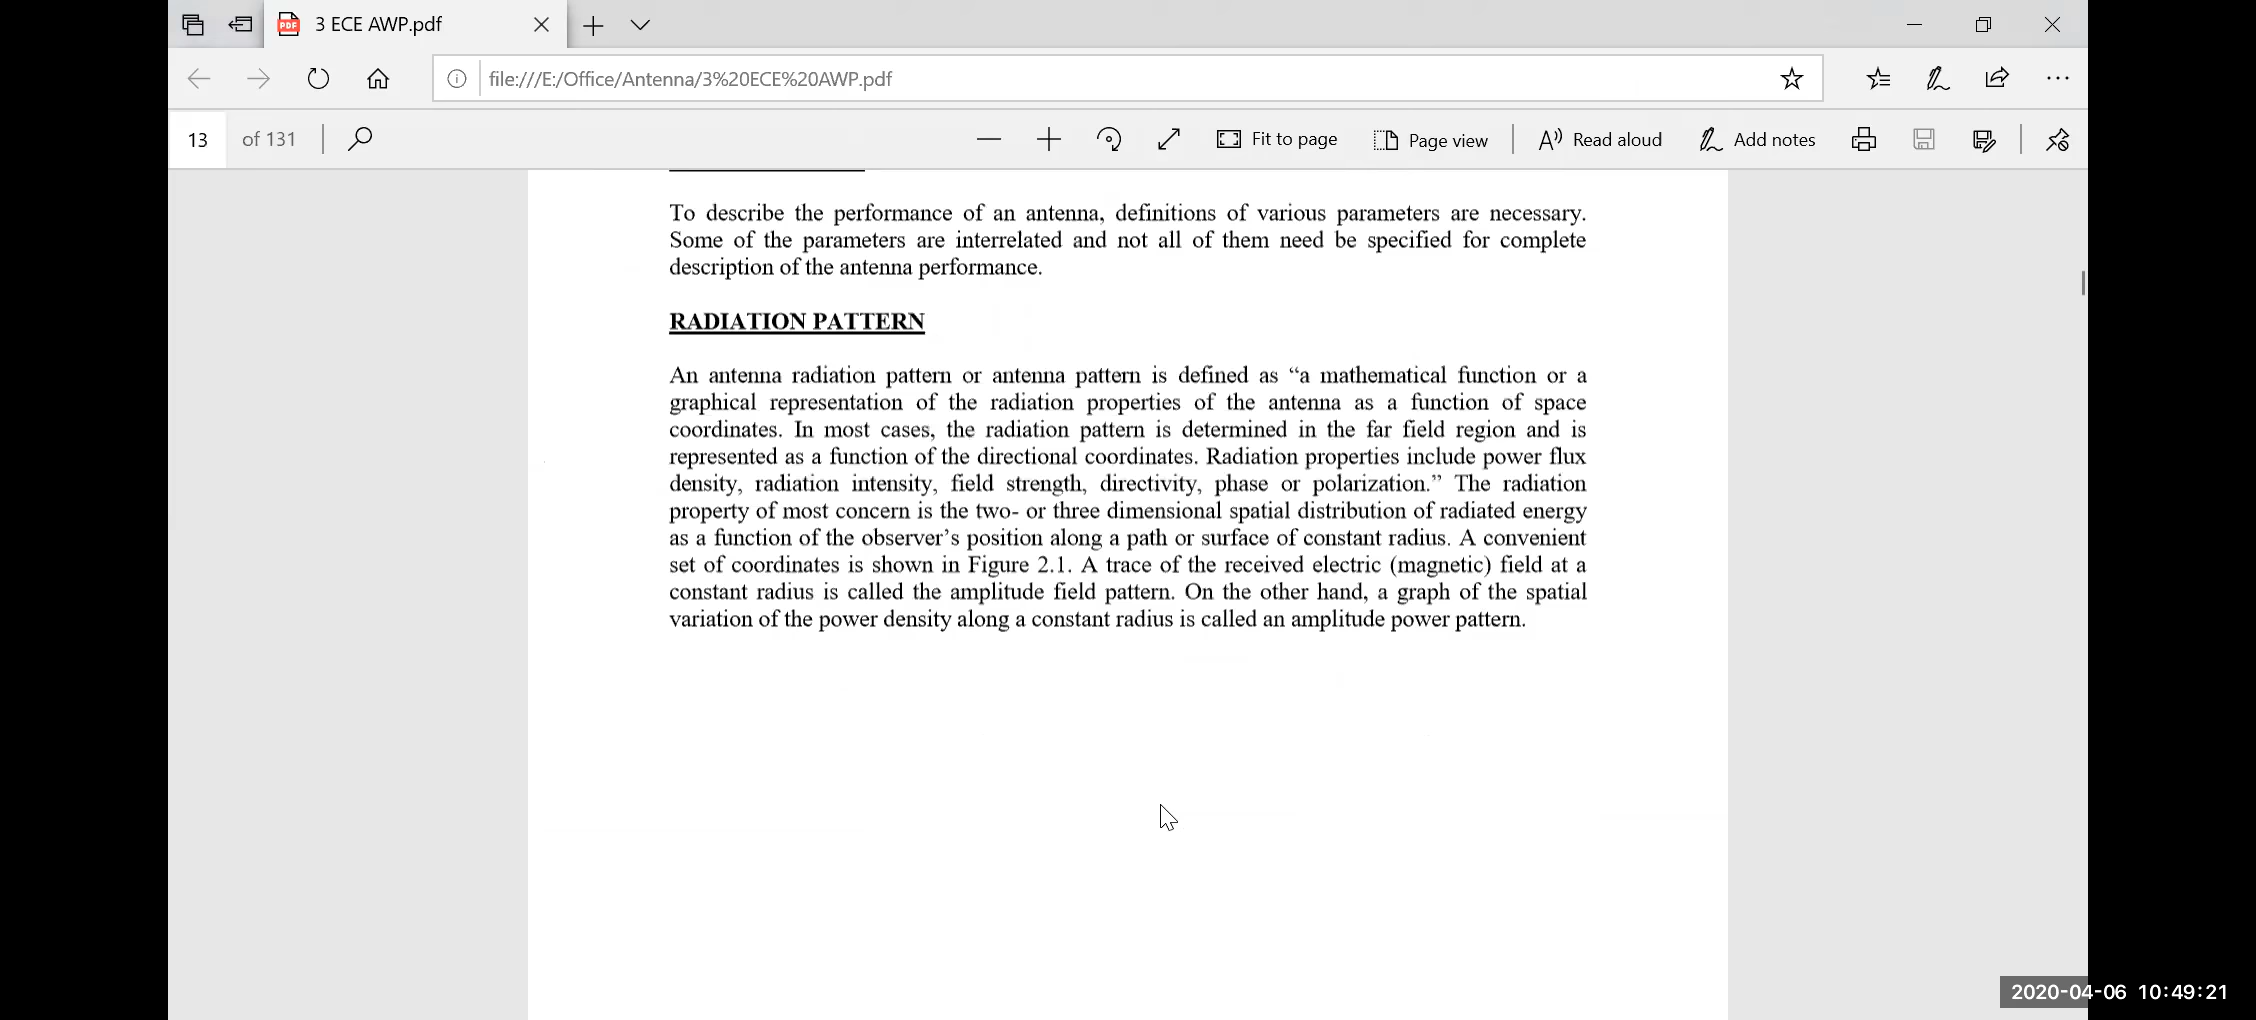 3 ECE AWP.pdf
file:///E:/Office/Antenna/3%20ECE%20AWP.pdf
13 of 131 Fit to page Page view Read aloud Add notes
To describe the performance of an antenna, definitions of various parameters are necessary.
Some of the parameters are interrelated and not all of them need be specified for complete
description of the antenna performance.
RADIATION PATTERN
An antenna radiation pattern or antenna pattern is defined as “a mathematical function or a
graphical representation of the radiation properties of the antenna as a function of space
coordinates. In most cases, the radiation pattern is determined in the far field region and is
represented as a function of the directional coordinates. Radiation properties include power flux
density, radiation intensity, field strength, directivity, phase or polarization.” The radiation
property of most concern is the two- or three dimensional spatial distribution of radiated energy
as a function of the observer’s position along a path or surface of constant radius. A convenient
set of coordinates is shown in Figure 2.1. A trace of the received electric (magnetic) field at a
constant radius is called the amplitude field pattern. On the other hand, a graph of the spatial
variation of the power density along a constant radius is called an amplitude power pattern.
2020-04-06 10:49:21